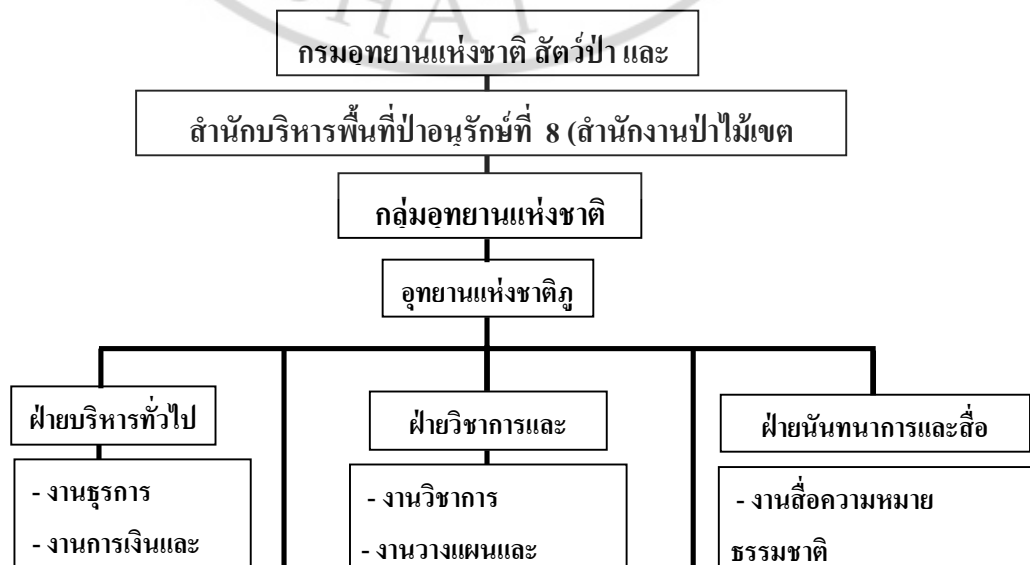 HAT
กรมอุทยานแห่งชาติ สัตว์ป่า และ
สำนักบริหารพื้นที่ป่าอนุรักษ์ที่ 8 (สำนักงานป่าไม้เขต
กลุ่มอุทยานแห่งชาติ
อุทยานแห่งชาติภู
ฝ่ายบริหารทั่วไป
- งานธุรการ
- งานการเงินและ
ฝ่ายวิชาการและ
- งานวิชาการ
- งานวางแผนและ
ฝ่ายนันทนาการและสื่อ
- งานสื่อความหมาย
ธรรมชาติ